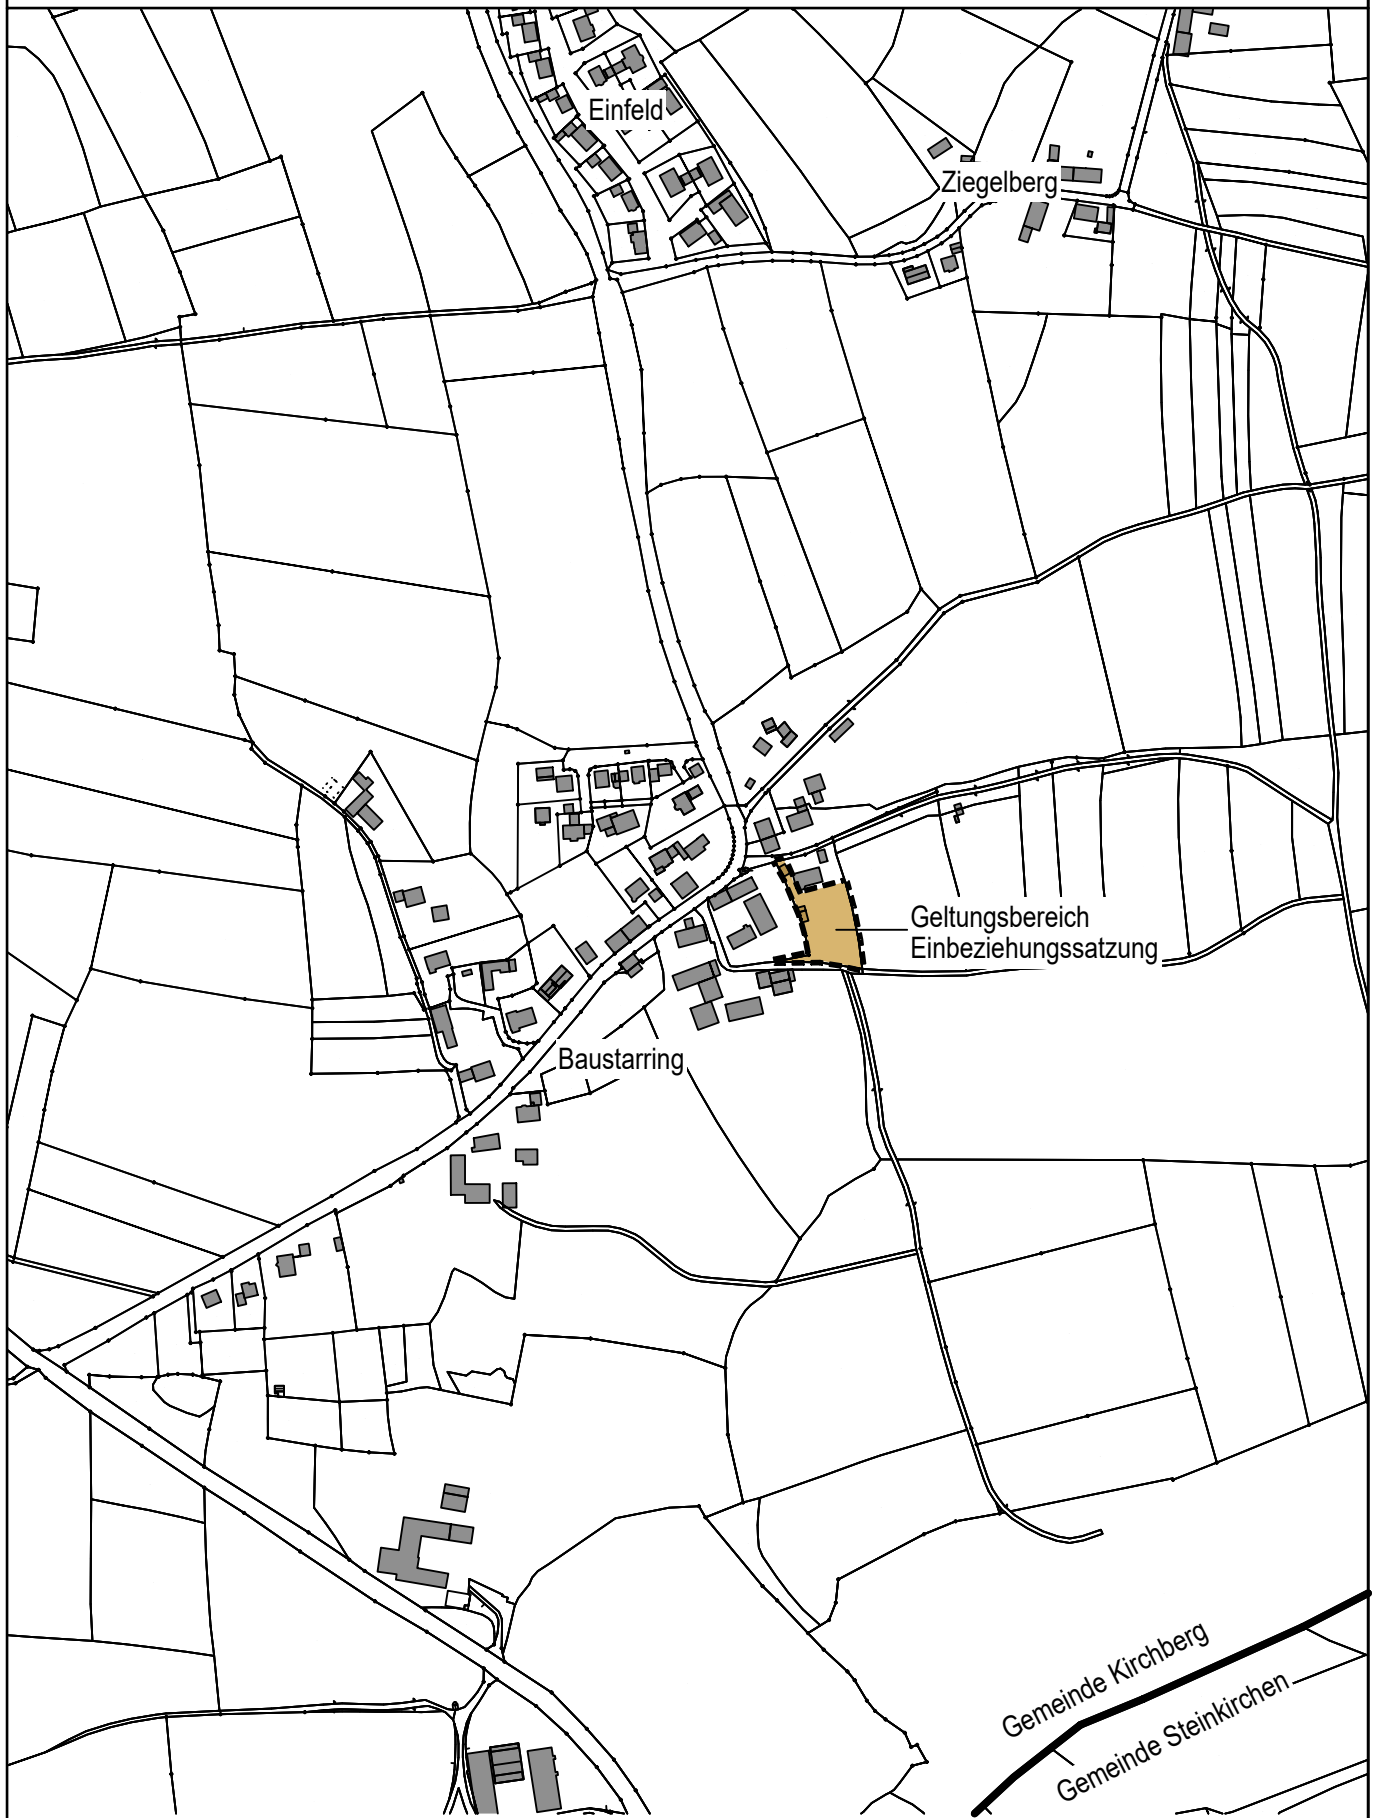 Einfeld
Ziegelberg
Geltungsbereich
Einbeziehungssatzung
Baustarring
Gemeinde Kirchberg
Gemeinde Steinkirchen